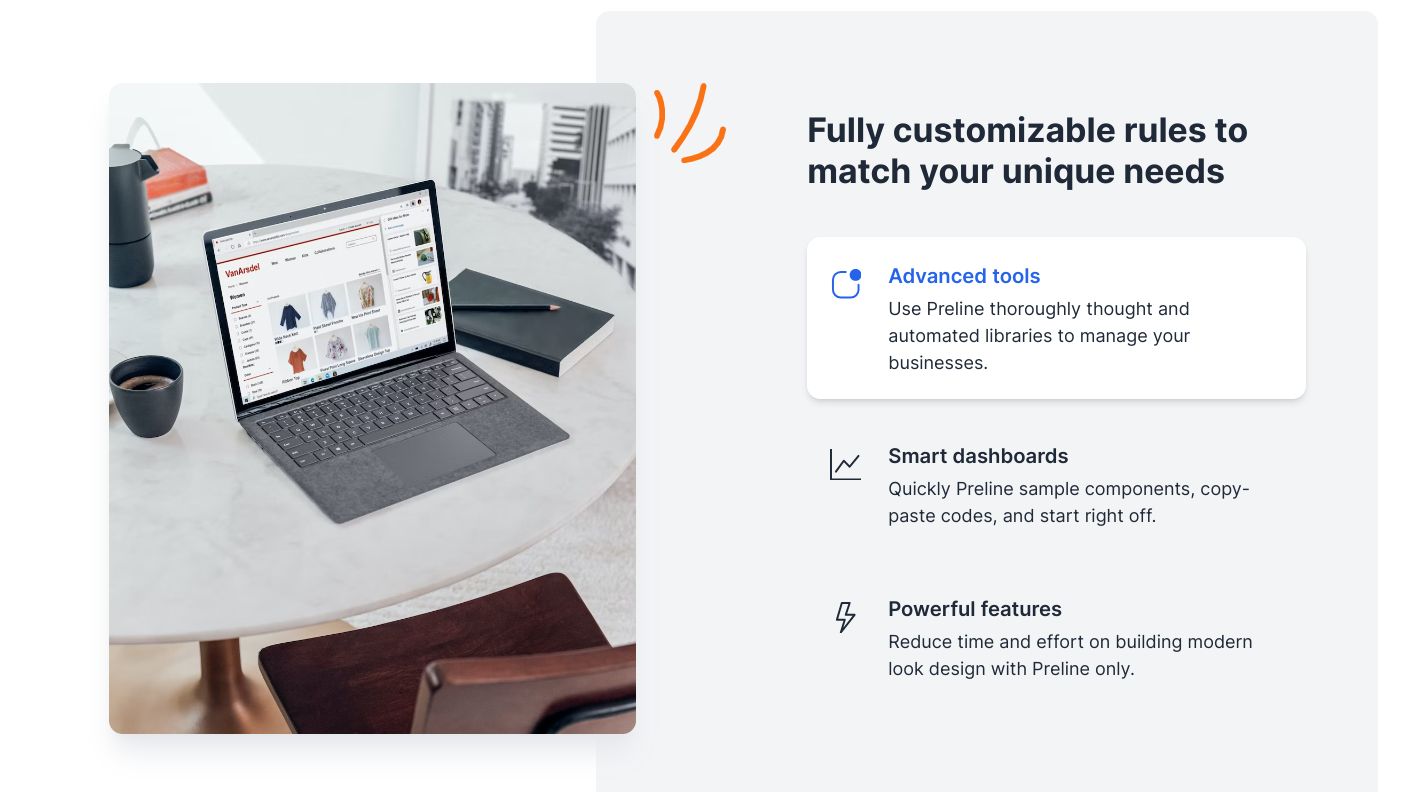 Fully customizable rules to
match your unique needs
Advanced tools
Use Preline thoroughly thought and
automated libraries to manage your
businesses.
Smart dashboards
Quickly Preline sample components, copy-
paste codes, and start right off.
Powerful features
Reduce time and effort on building modern
look design with Preline only.
VanArsdel
Women